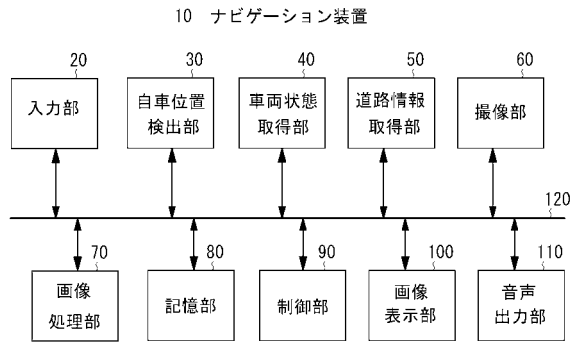 10 ナビゲーション装置
20
30
40
50
60
入力部
自車位置
検出部
車両状態
取得部
道路情報
取得部
撮像部
120
70
80
90
100
110
画像
処理部
記憶部
制御部
画像
表示部
音声
出力部